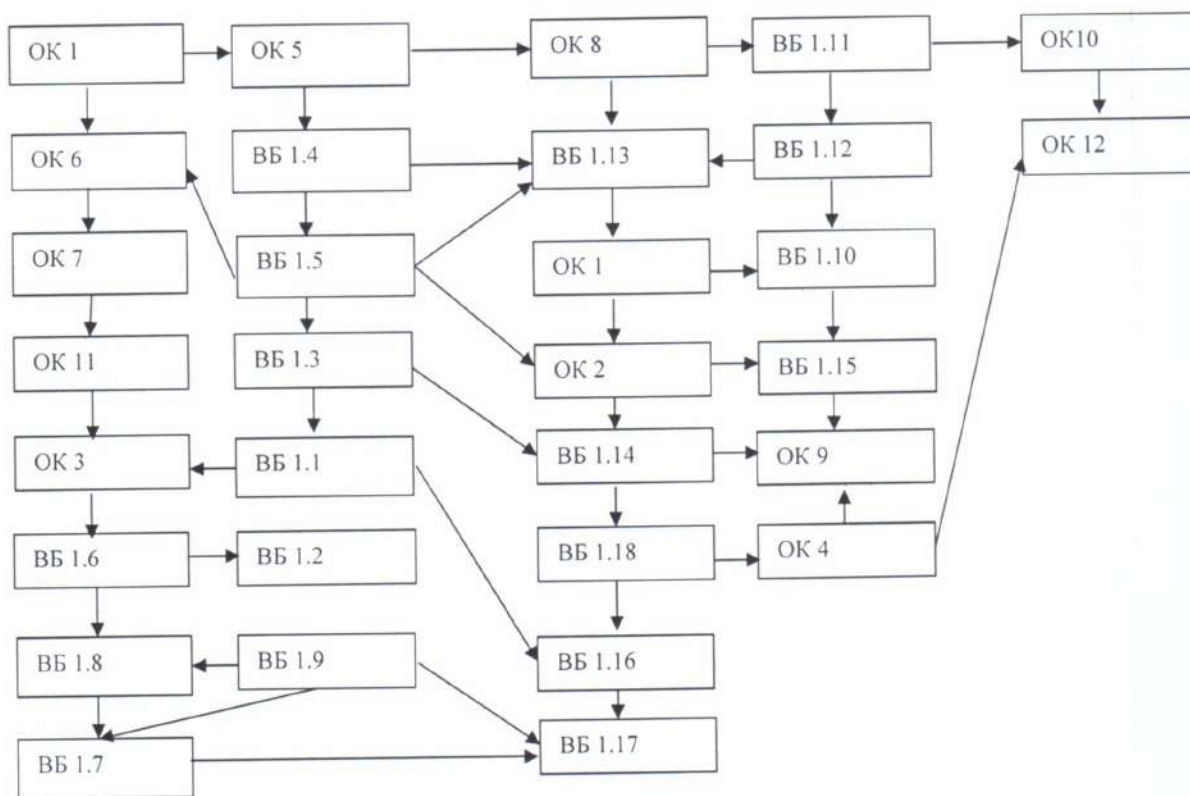 ОК 1
ОК 5
ОК 8
ВБ 1.11
ОК10
ОК 6
ВБ 1.4
ВБ 1.13
ВБ 1.12
ОК 12
ОК 7
ВБ 1.5
ОК 1
ВБ 1.10
ОК 11
ВБ 1.3
ОК 2
ВБ 1.15
ОК 3
ВБ 1.1
ВБ 1.14
ОК 9
ВБ 1.6
ВБ 1.2
ВБ 1.18
ОК 4
ВБ 1.8
ВБ 1.9
ВБ 1.16
ВБ 1.7
ВБ 1.17